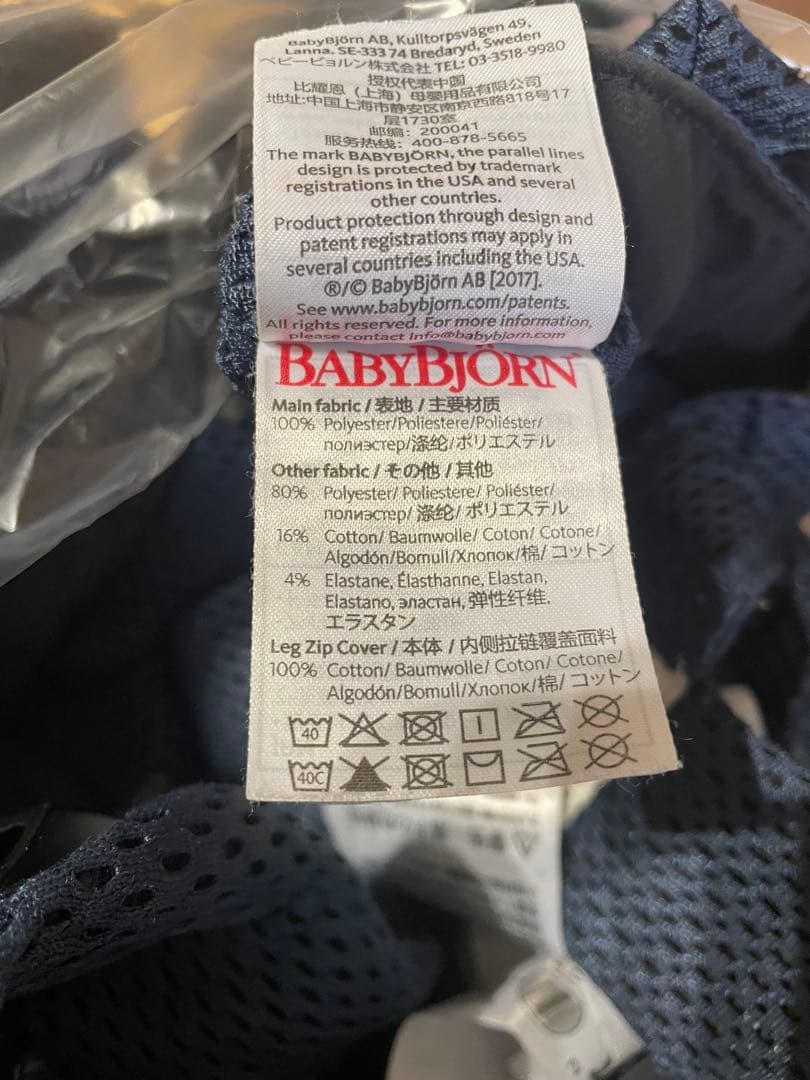 BabyBjörn AB, Kulltorpsvägen 49,
Lanna, SE-333 74 Bredaryd, Sweden
ベビービョルン株式会社 TEL: 03-3518-9980
授权代表中国
比耀恩（上海）母婴用品有限公司
地址:中国上海市静安区南京西路818号17
层1730室
邮编: 200041
服务热线: 400-878-5665
The mark BABYBJÖRN, the parallel lines
design is protected by trademark
registrations in the USA and several
other countries.
Product protection through design and
patent registrations may apply in
several countries including the USA.
®/© BabyBjörn AB [2017].
See www.babybjorn.com/patents.
All rights reserved. For more information,
please contact info@babybjorn.com
BABYBJÖRN
Main fabric / 表地 / 主要材质
100% Polyester/Poliestere/Poliéster/
полиэстер/涤纶/ポリエステル
Other fabric / その他 / 其他
80% Polyester/ Poliestere/ Poliéster/
полиэстер/ 涤纶/ ポリエステル
16% Cotton/ Baumwolle/ Coton/ Cotone/
Algodón/Bomull/Хлопок/棉/ コットン
4% Elastane, Élasthanne, Elastan,
Elastano, эластан, 弹性纤维,
エラスタン
Leg Zip Cover / 本体 / 内侧拉链覆盖面料
100% Cotton/ Baumwolle/ Coton/ Cotone/
Algodón/Bomull/Хлопок/棉/ コットン
40
40C